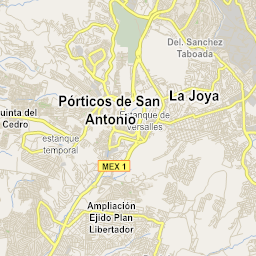 Del. Sanchez
Taboada
Pórticos de San
Antonio
La Joya
Estanque de
versalles
uinta del
Cedro
estanque
temporal
MEX 1
Ampliación
Ejido Plan
Libertador